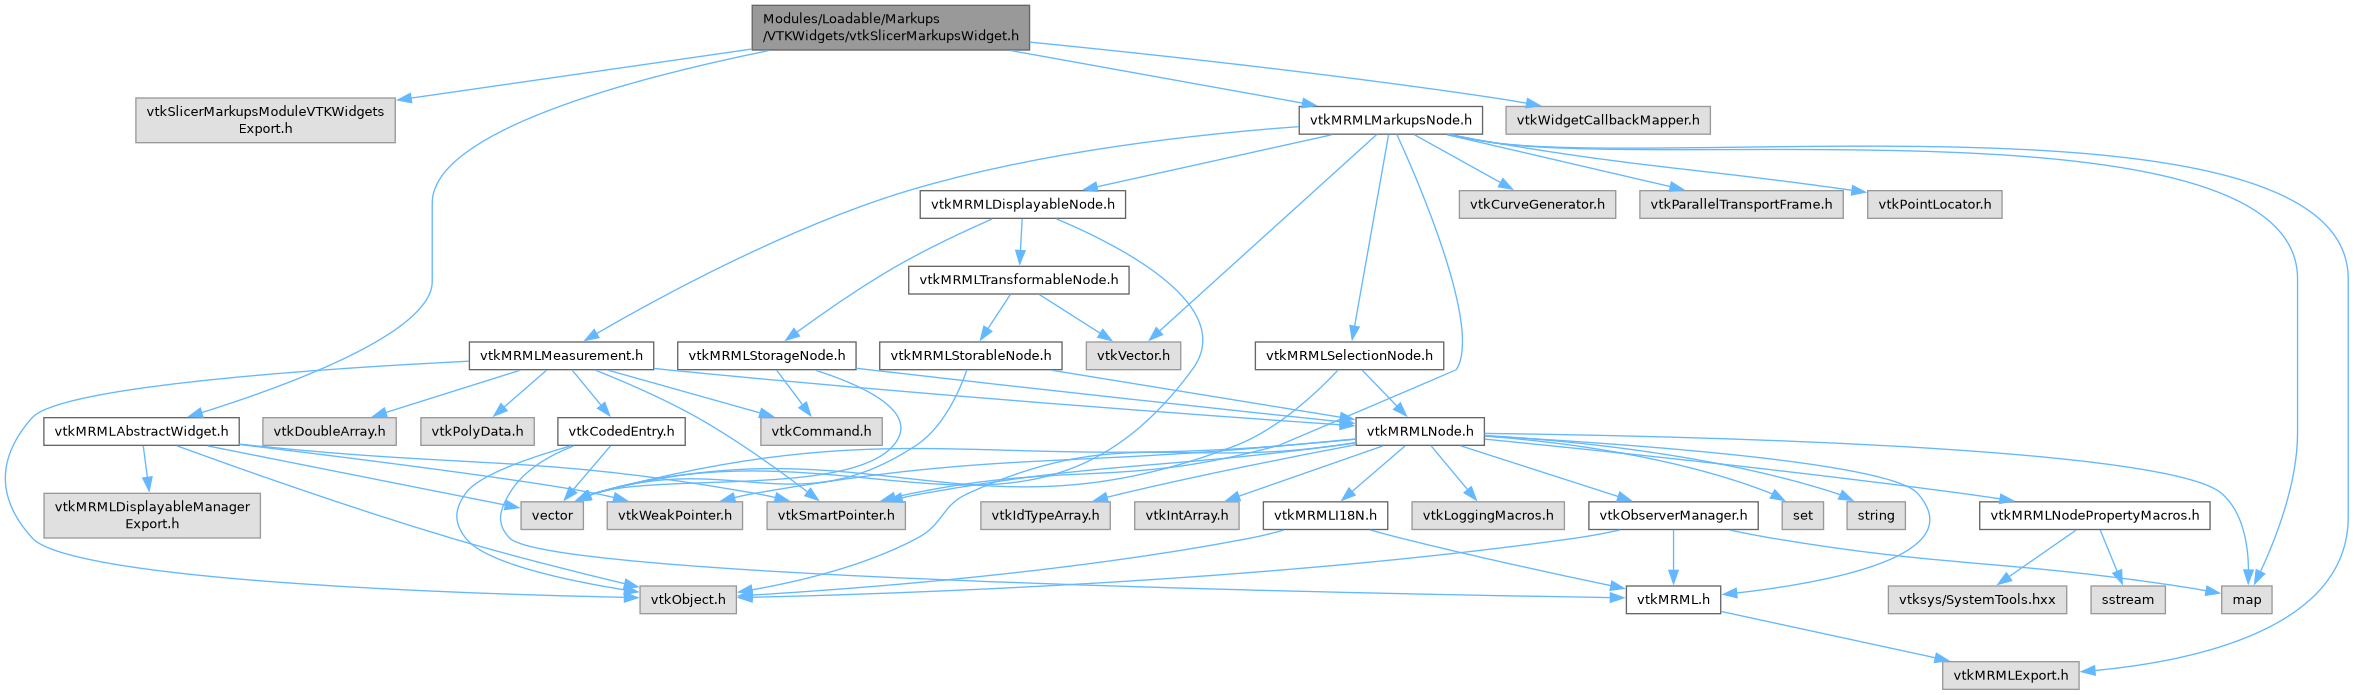 Modules/Loadable/Markups
/VTKWidgets/vtkSlicerMarkupsWidget.h
vtkSlicerMarkupsModuleVTKWidgets
Export.h
vtkMRMLMarkupsNode.h
vtkWidgetCallbackMapper.h
vtkMRMLDisplayableNode.h
vtkCurveGenerator.h
vtkParallelTransportFrame.h
vtkPointLocator.h
vtkMRMLTransformableNode.h
vtkMRMLMeasurement.h
vtkMRMLStorageNode.h
vtkMRMLStorableNode.h
vtkVector.h
vtkMRMLSelectionNode.h
vtkMRMLAbstractWidget.h
vtkDoubleArray.h
vtkPolyData.h
vtkCodedEntry.h
vtkCommand.h
vtkMRMLNode.h
vtkMRMLDisplayableManager
Export.h
vector
vtkWeakPointer.h
vtkSmartPointer.h
vtkIdTypeArray.h
vtkIntArray.h
vtkMRMLI18N.h
vtkLoggingMacros.h
vtkObserverManager.h
set
string
vtkMRMLNodePropertyMacros.h
vtkObject.h
vtkMRML.h
vtksys/SystemTools.hxx
sstream
map
vtkMRMLExport.h